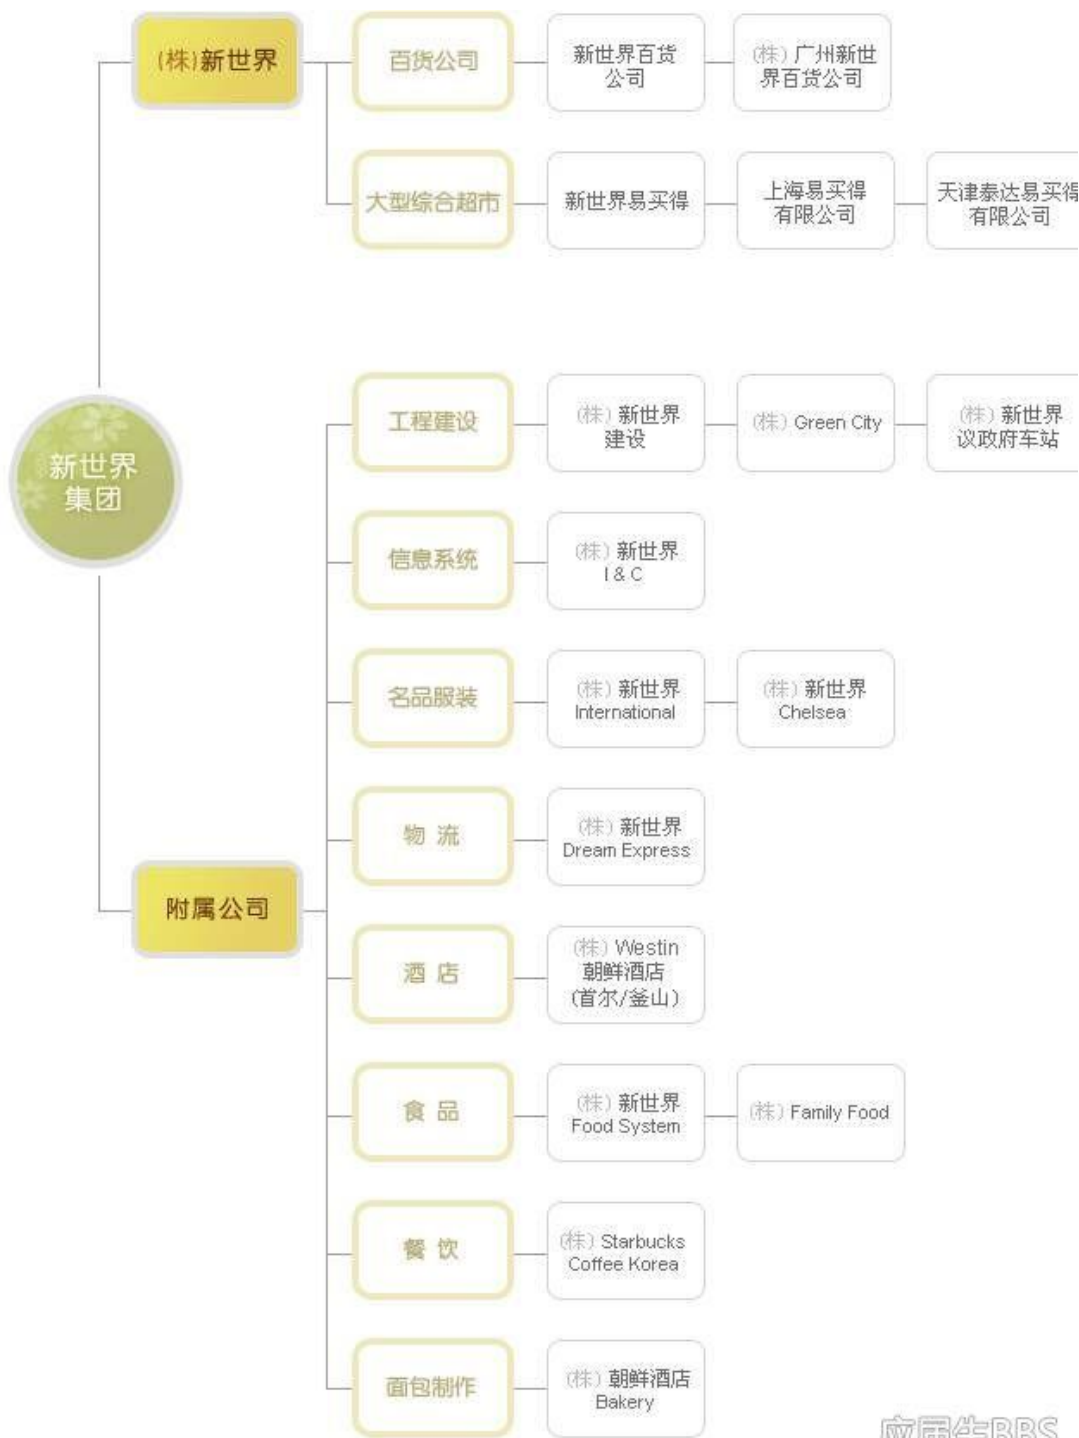 (株)新世界
百货公司
新世界百货
公司
(株) 广州新世
界百货公司
大型综合超市
新世界易买得
上海易买得
有限公司
天津泰达易买得
有限公司
新世界
集团
工程建设
(株) 新世界
建设
(株) Green City
(株) 新世界
议政府车站
信息系统
(株) 新世界
I & C
名品服装
(株) 新世界
International
(株) 新世界
Chelsea
物 流
(株) 新世界
Dream Express
附属公司
酒 店
(株) Westin
朝鲜酒店
(首尔/釜山)
食 品
(株) 新世界
Food System
(株) Family Food
餐 饮
(株) Starbucks
Coffee Korea
面包制作
(株) 朝鲜酒店
Bakery
应届生BBS